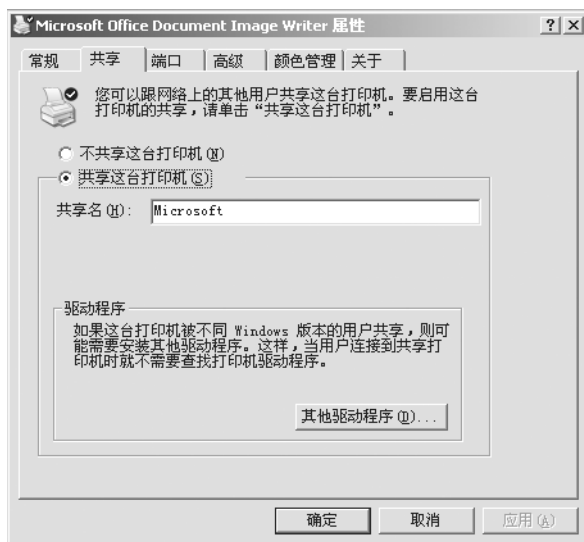 Microsoft Office Document Image Writer 属性
常规 共享 端口 高级 颜色管理 关于
您可以跟网络上的其他用户共享这台打印机。要启用这台
打印机的共享，请单击“共享这台打印机”。
不共享这台打印机(N)
共享这台打印机(S)
共享名(H): Microsoft
驱动程序
如果这台打印机被不同 Windows 版本的用户共享，则可
能需要安装其他驱动程序。这样，当用户连接到共享打
印机时就不需要查找打印机驱动程序。
其他驱动程序(D)...
确定 取消 应用(A)